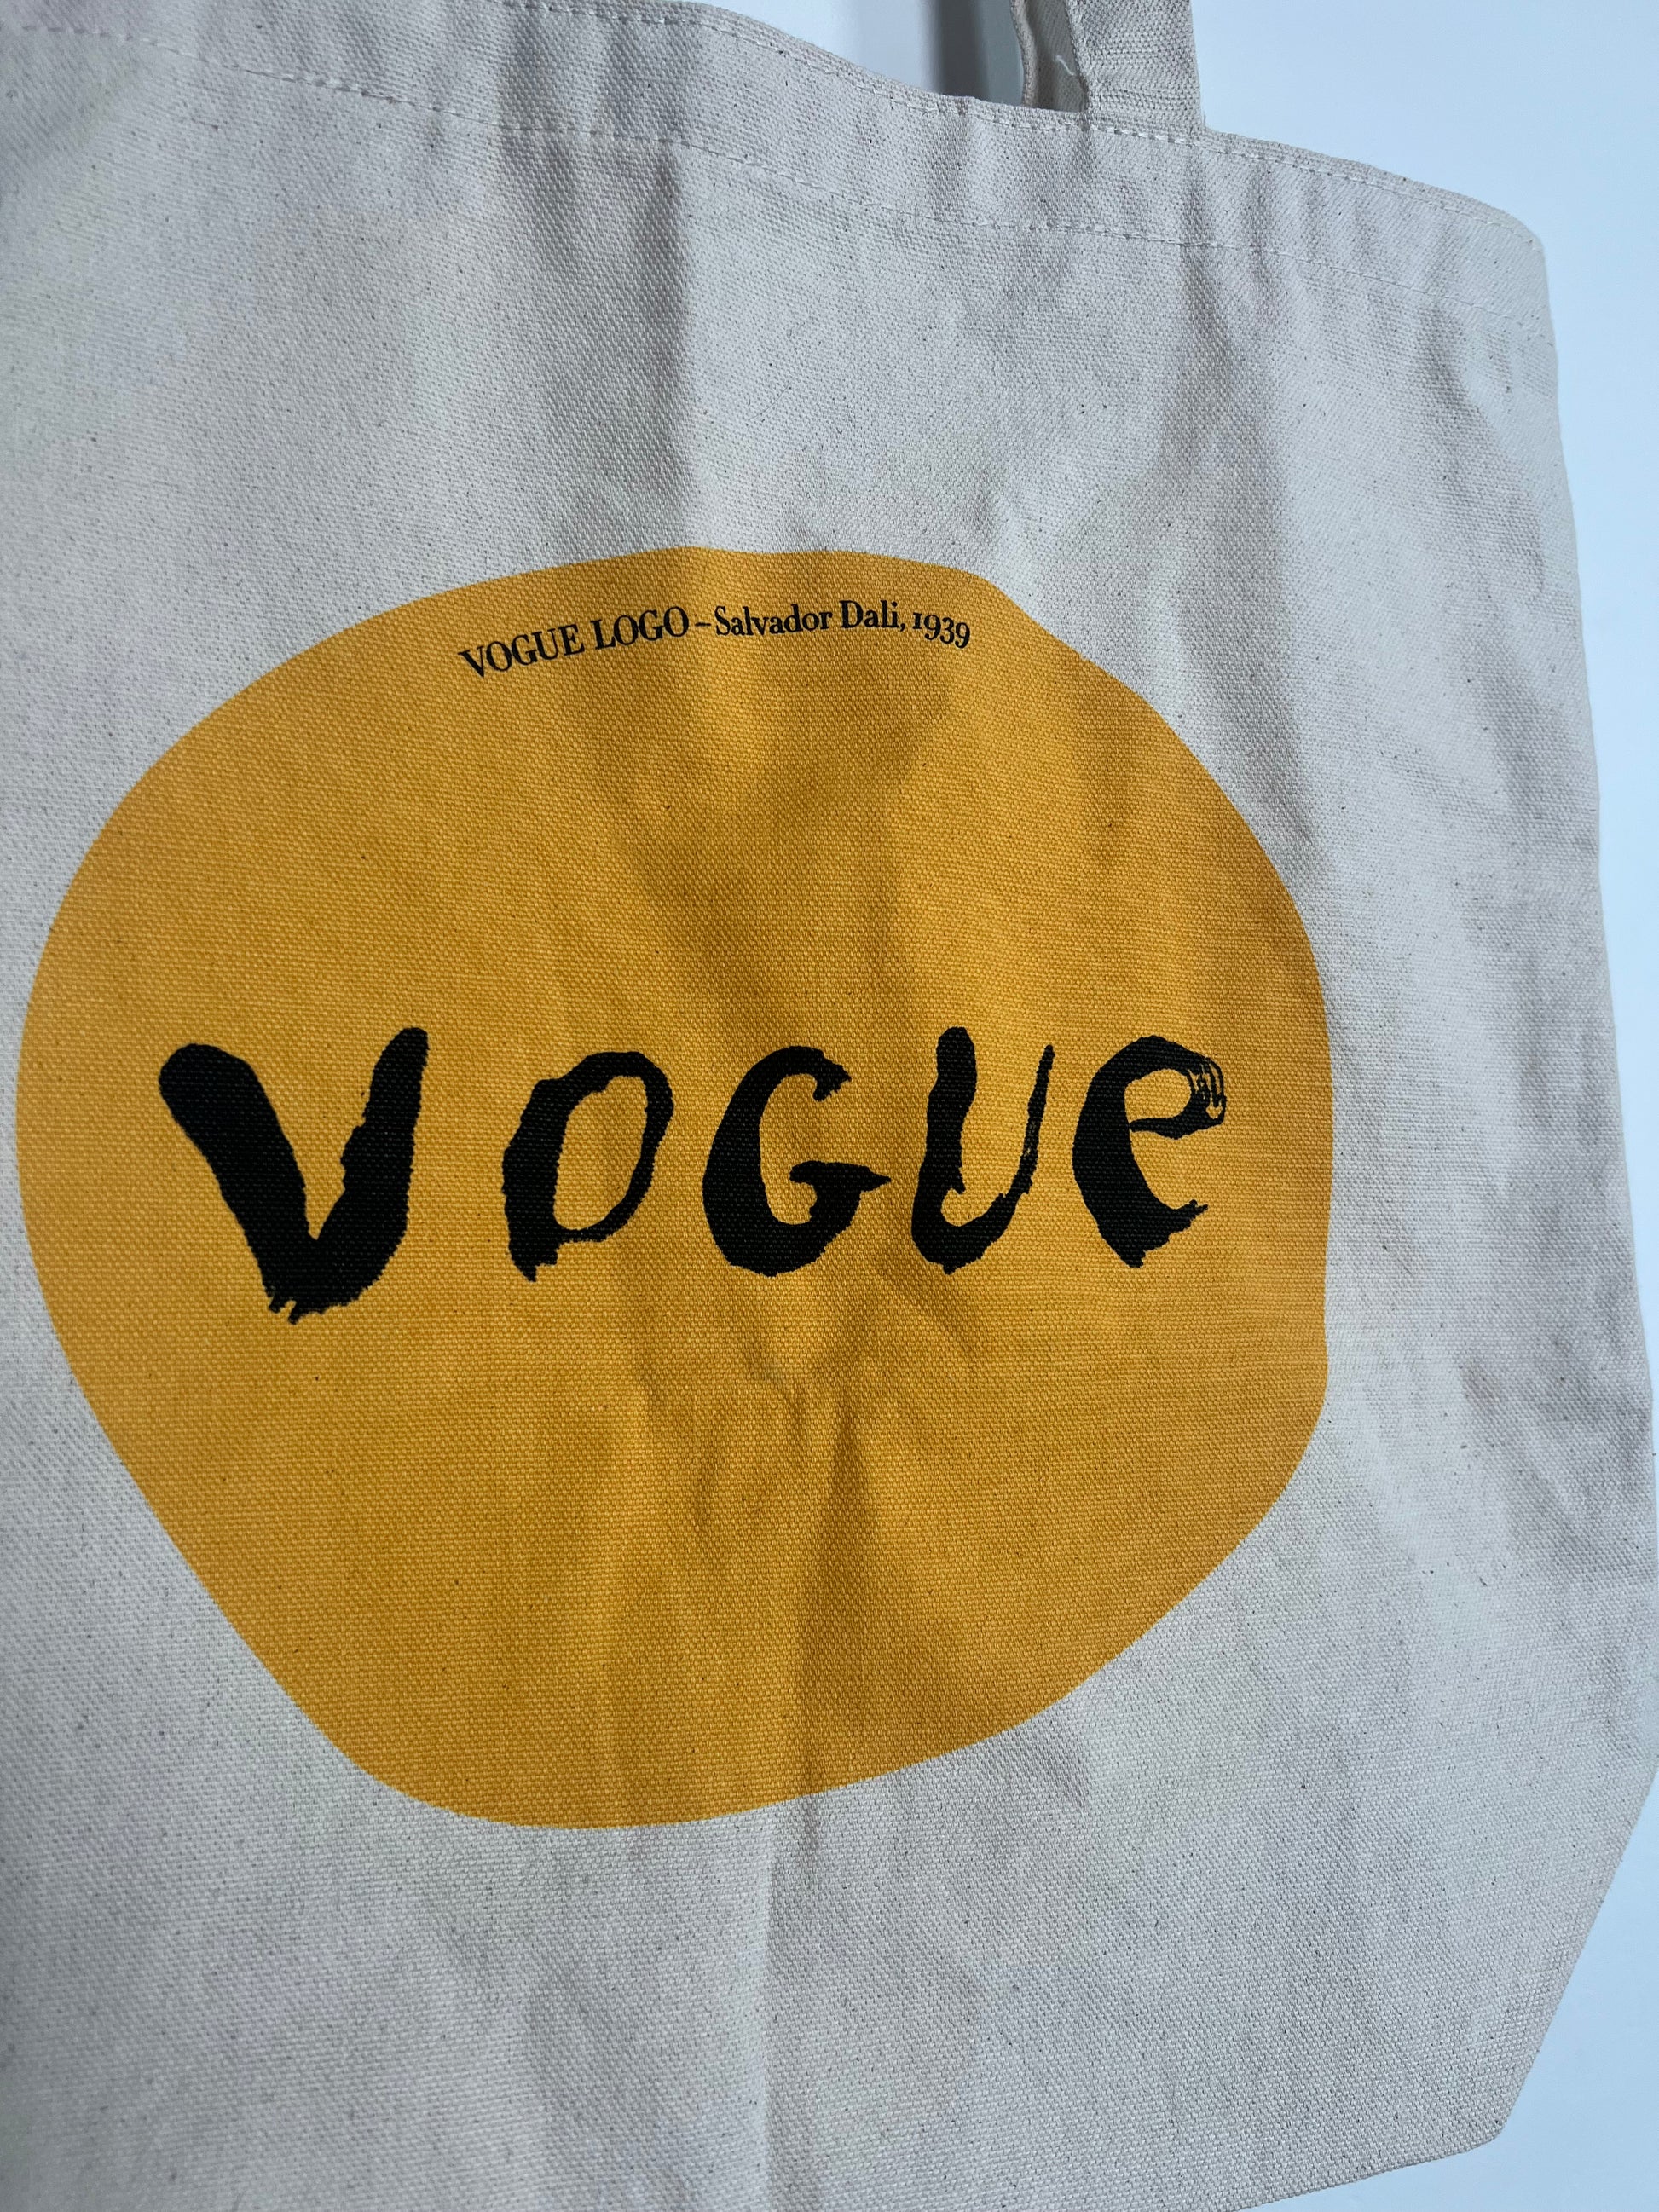 VOGUE LOGO – Salvador Dali, 1939
VOGUe